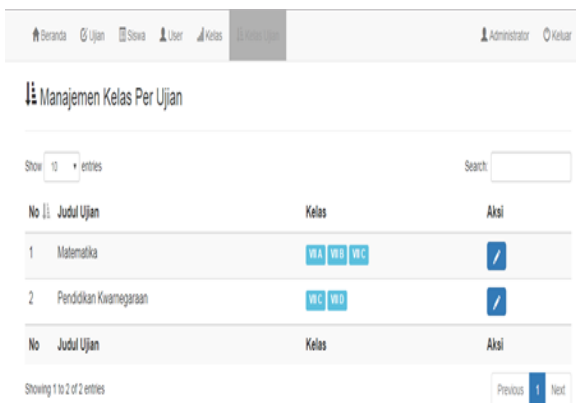 Beranda Ujian Siswa User Kelas Kelas Ujian Administrator Keluar
Manajemen Kelas Per Ujian
Show 10 entries Search:
No Judul Ujian Kelas Aksi
1 Matematika VII A VII B VII C
2 Pendidikan Kwarnegaraan VII C VII D
No Judul Ujian Kelas Aksi
Showing 1 to 2 of 2 entries Previous 1 Next